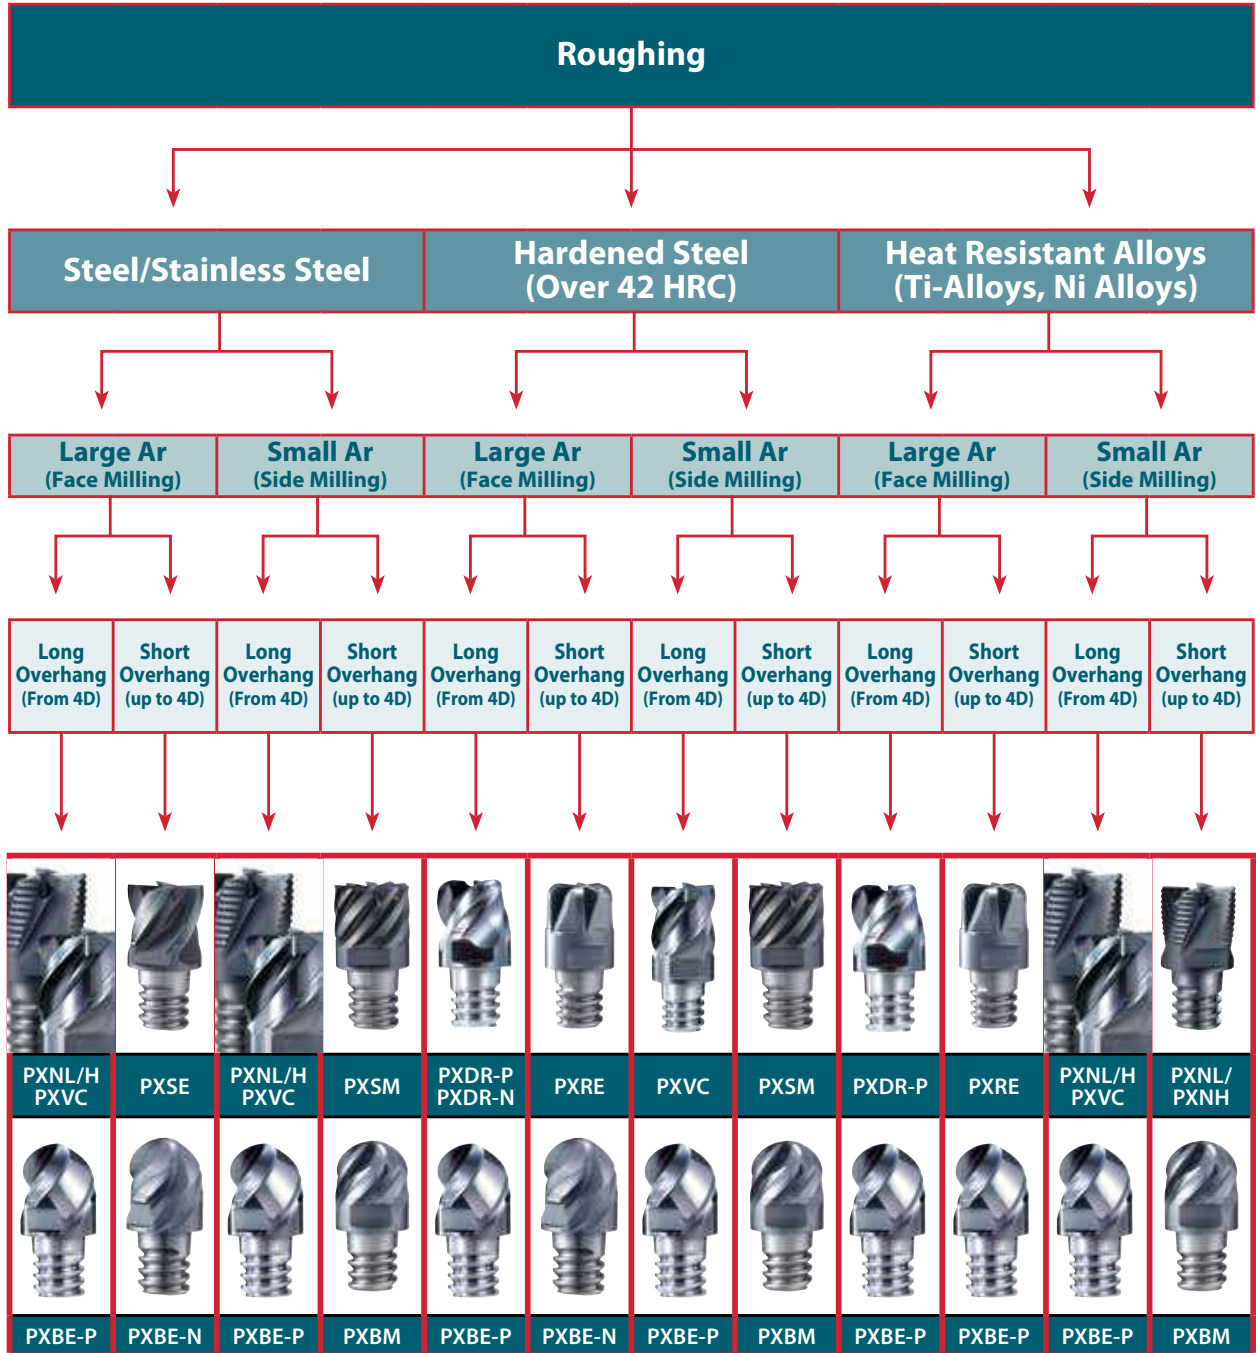 Roughing
Steel/Stainless Steel
Hardened Steel
(Over 42 HRC)
Heat Resistant Alloys
(Ti-Alloys, Ni Alloys)
Large Ar
(Face Milling)
Small Ar
(Side Milling)
Large Ar
(Face Milling)
Small Ar
(Side Milling)
Large Ar
(Face Milling)
Small Ar
(Side Milling)
Long
Overhang
(From 4D)
Short
Overhang
(up to 4D)
Long
Overhang
(From 4D)
Short
Overhang
(up to 4D)
Long
Overhang
(From 4D)
Short
Overhang
(up to 4D)
Long
Overhang
(From 4D)
Short
Overhang
(up to 4D)
Long
Overhang
(From 4D)
Short
Overhang
(up to 4D)
Long
Overhang
(From 4D)
Short
Overhang
(up to 4D)
PXNL/H
PXVC
PXSE
PXNL/H
PXVC
PXSM
PXDR-P
PXDR-N
PXRE
PXVC
PXSM
PXDR-P
PXRE
PXNL/H
PXVC
PXNL/
PXNH
PXBE-P
PXBE-N
PXBE-P
PXBM
PXBE-P
PXBE-N
PXBE-P
PXBM
PXBE-P
PXBE-P
PXBE-P
PXBM